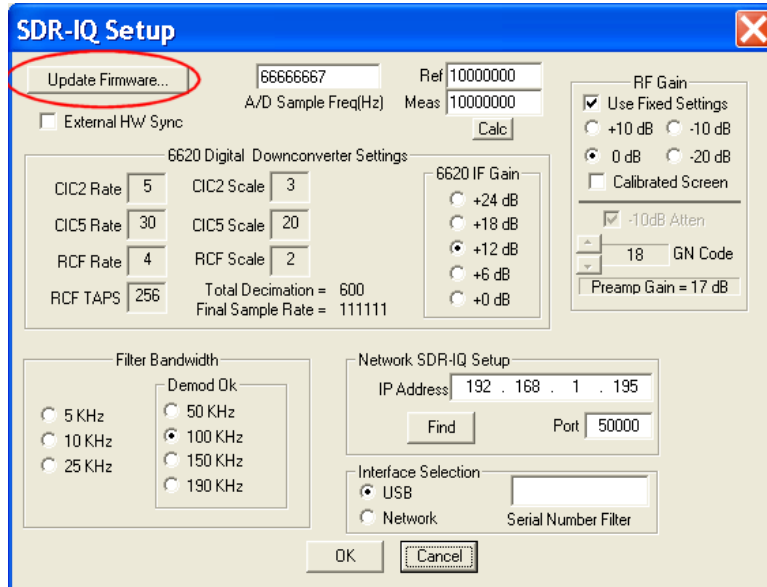 SDR-IQ Setup
Update Firmware...
66666667
A/D Sample Freq(Hz)
Ref 10000000
Meas 10000000
Calc
External HW Sync
RF Gain
Use Fixed Settings
+10 dB -10 dB
0 dB -20 dB
Calibrated Screen
-10dB Atten
18 GN Code
Preamp Gain = 17 dB
6620 Digital Downconverter Settings
CIC2 Rate 5 CIC2 Scale 3
CIC5 Rate 30 CIC5 Scale 20
RCF Rate 4 RCF Scale 2
RCF TAPS 256
Total Decimation = 600
Final Sample Rate = 111111
6620 IF Gain
+24 dB
+18 dB
+12 dB
+6 dB
+0 dB
Filter Bandwidth
5 KHz
10 KHz
25 KHz
Demod Ok
50 KHz
100 KHz
150 KHz
190 KHz
Network SDR-IQ Setup
IP Address 192 . 168 . 1 . 195
Find
Port 50000
Interface Selection
USB
Network
Serial Number Filter
OK
Cancel